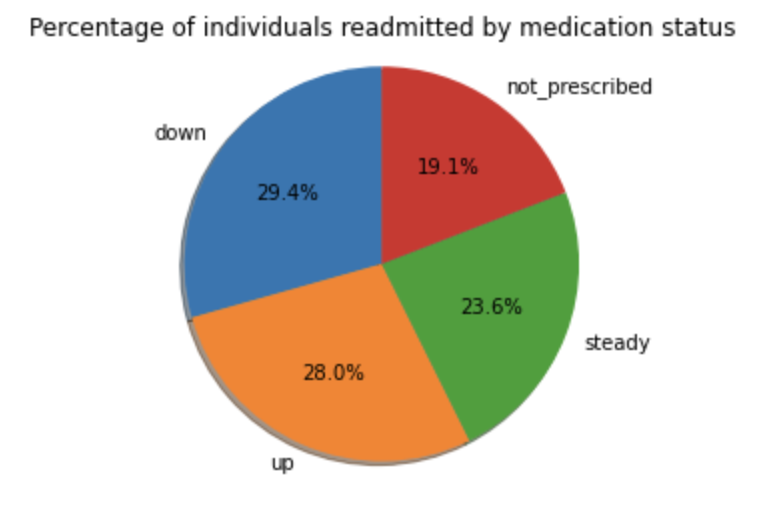 Percentage of individuals readmitted by medication status
not_prescribed
down
19.1%
29.4%
23.6%
steady
28.0%
up